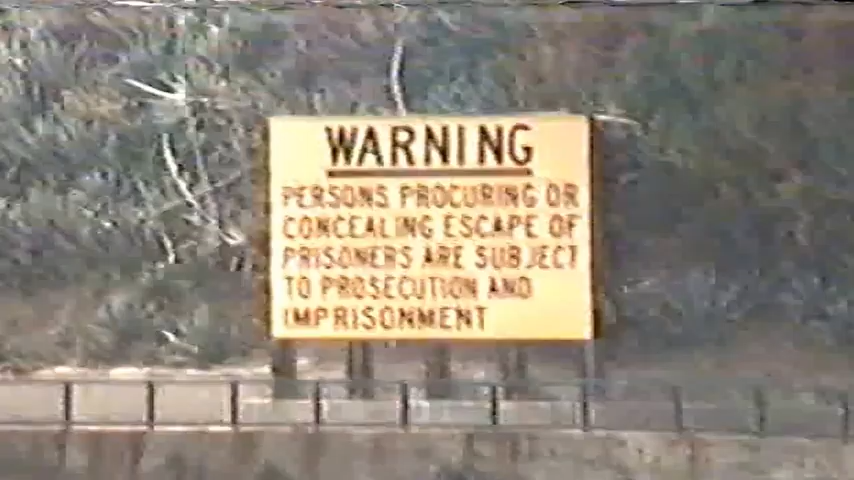 WARNING
PERSONS PROCURING OR
CONCEALING ESCAPE OF
PRISONERS ARE SUBJECT
TO PROSECUTION AND
IMPRISONMENT